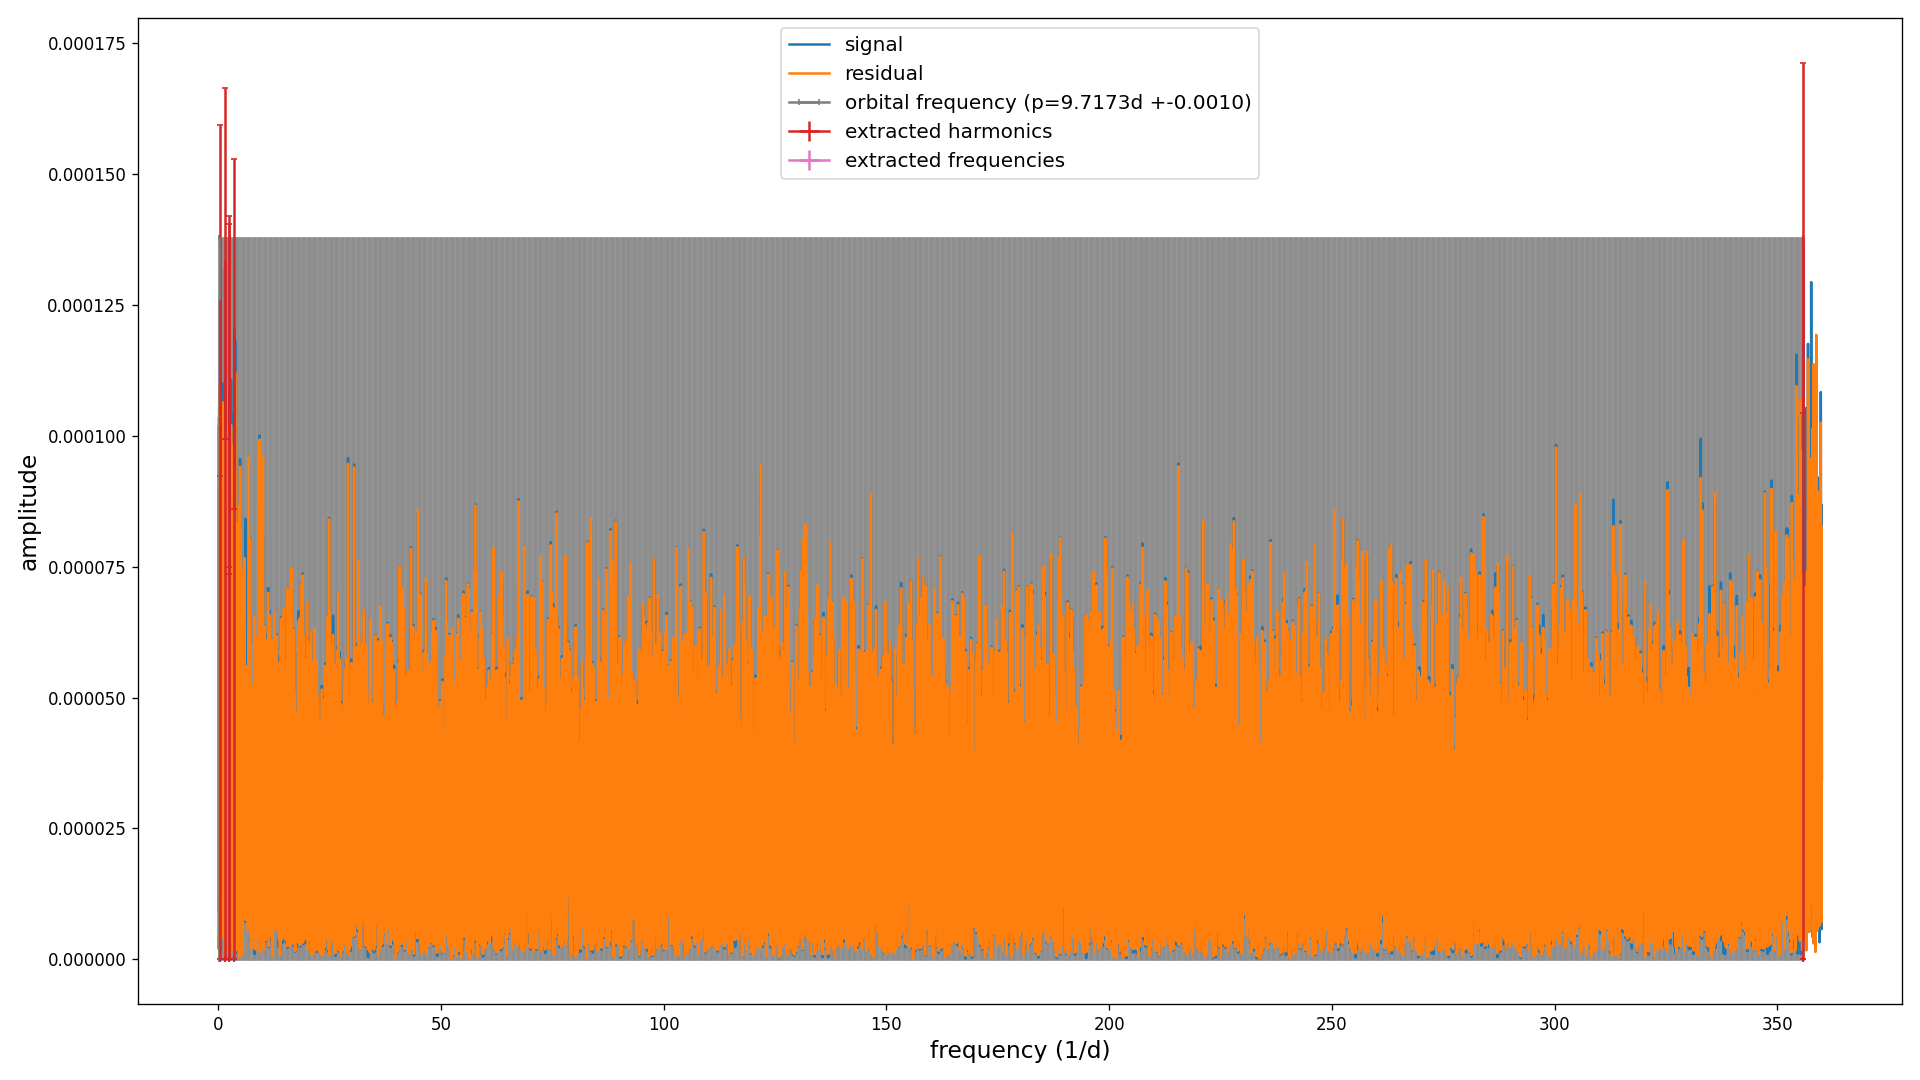 0.000175
0.000150
0.000125
0.000100
0.000075
0.000050
0.000025
0.000000
amplitude
signal
residual
orbital frequency (p=9.7173d +-0.0010)
extracted harmonics
extracted frequencies
0 50 100 150 200 250 300 350
frequency (1/d)